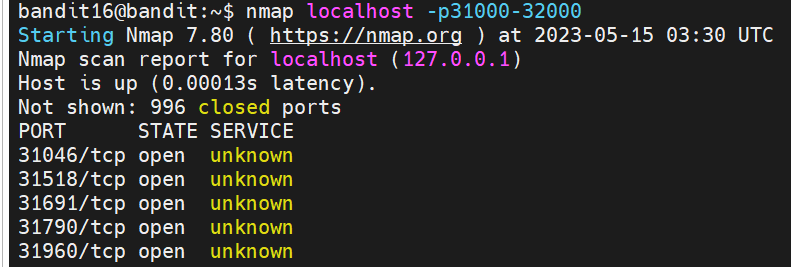 bandit16@bandit:~$ nmap localhost -p31000-32000
Starting Nmap 7.80 ( https://nmap.org ) at 2023-05-15 03:30 UTC
Nmap scan report for localhost (127.0.0.1)
Host is up (0.00013s latency).
Not shown: 996 closed ports
PORT      STATE SERVICE
31046/tcp open  unknown
31518/tcp open  unknown
31691/tcp open  unknown
31790/tcp open  unknown
31960/tcp open  unknown